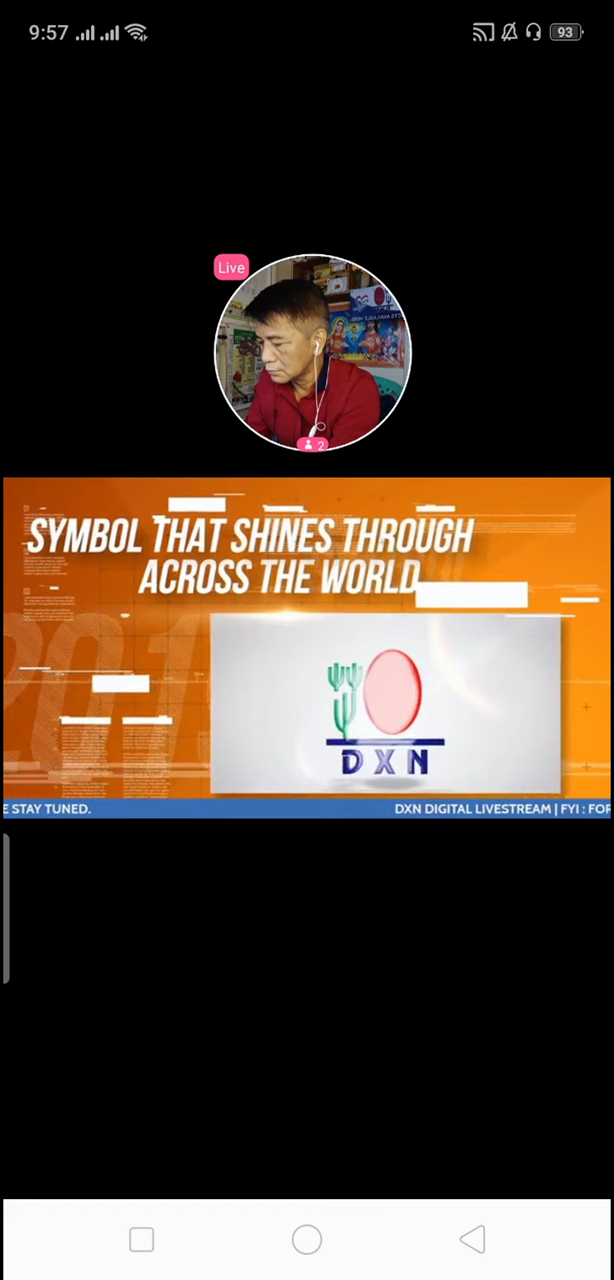 9:57
93
Live
2
SYMBOL THAT SHINES THROUGH
ACROSS THE WORLD
201
DXN
E STAY TUNED.
DXN DIGITAL LIVESTREAM | FYI : FOR